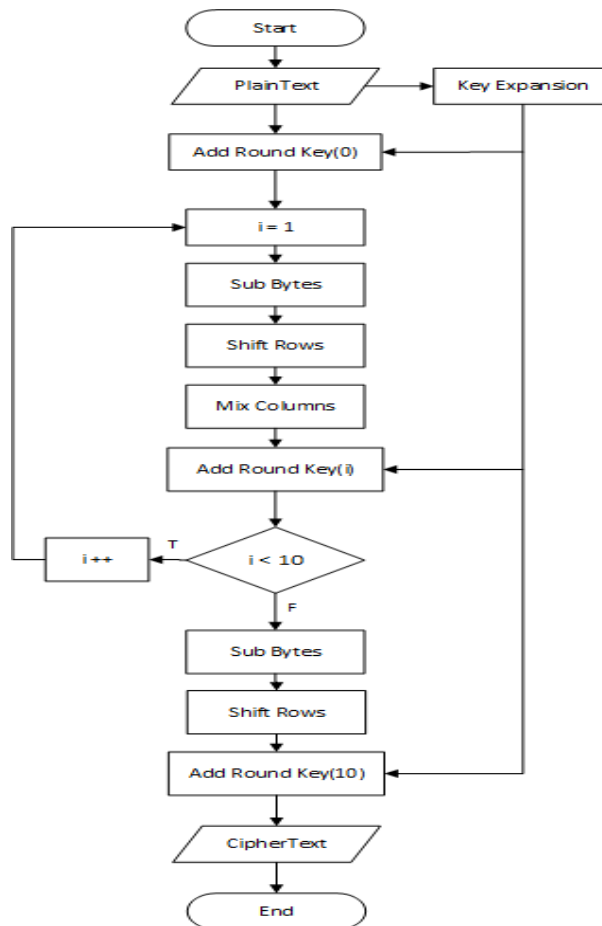 Start
PlainText
Key Expansion
Add Round Key(0)
i = 1
Sub Bytes
Shift Rows
Mix Columns
Add Round Key(i)
i ++
T
i < 10
F
Sub Bytes
Shift Rows
Add Round Key(10)
CipherText
End